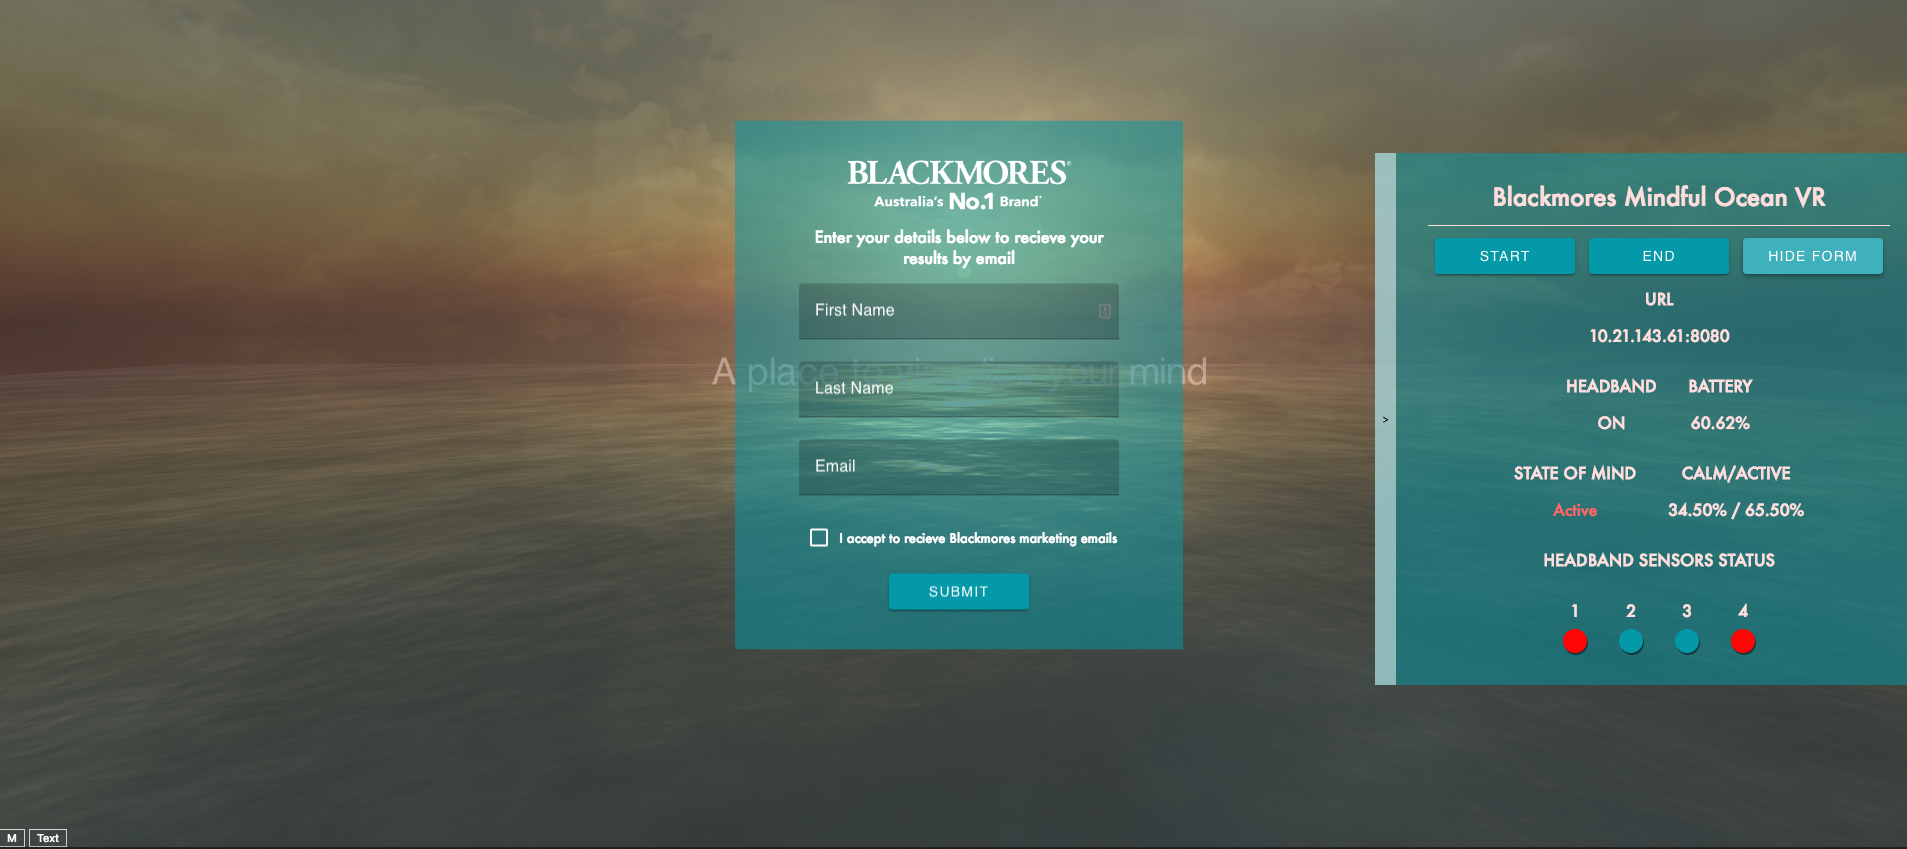 BLACKMORES®
Australia's No.1 Brand*
Enter your details below to recieve your
results by email
First Name
A place to visualise your mind
Last Name
Email
I accept to recieve Blackmores marketing emails
SUBMIT
>
Blackmores Mindful Ocean VR
START END HIDE FORM
URL
10.21.143.61:8080
HEADBAND BATTERY
ON 60.62%
STATE OF MIND CALM/ACTIVE
Active 34.50% / 65.50%
HEADBAND SENSORS STATUS
1 2 3 4
M Text